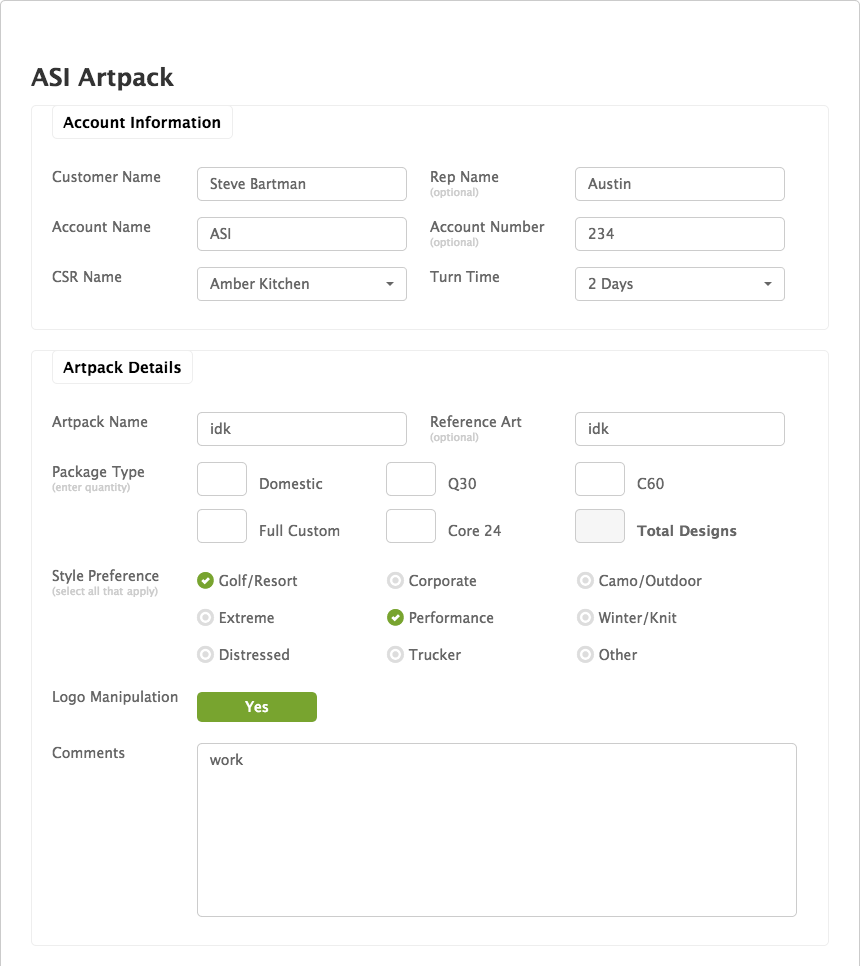 ASI Artpack
Account Information
Customer Name Steve Bartman Rep Name Austin
(optional)
Account Name ASI Account Number 234
(optional)
CSR Name Amber Kitchen Turn Time 2 Days
Artpack Details
Artpack Name idk Reference Art idk
(optional)
Package Type Domestic Q30 C60
(enter quantity)
Full Custom Core 24 Total Designs
Style Preference Golf/Resort Corporate Camo/Outdoor
(select all that apply)
Extreme Performance Winter/Knit
Distressed Trucker Other
Logo Manipulation Yes
Comments work